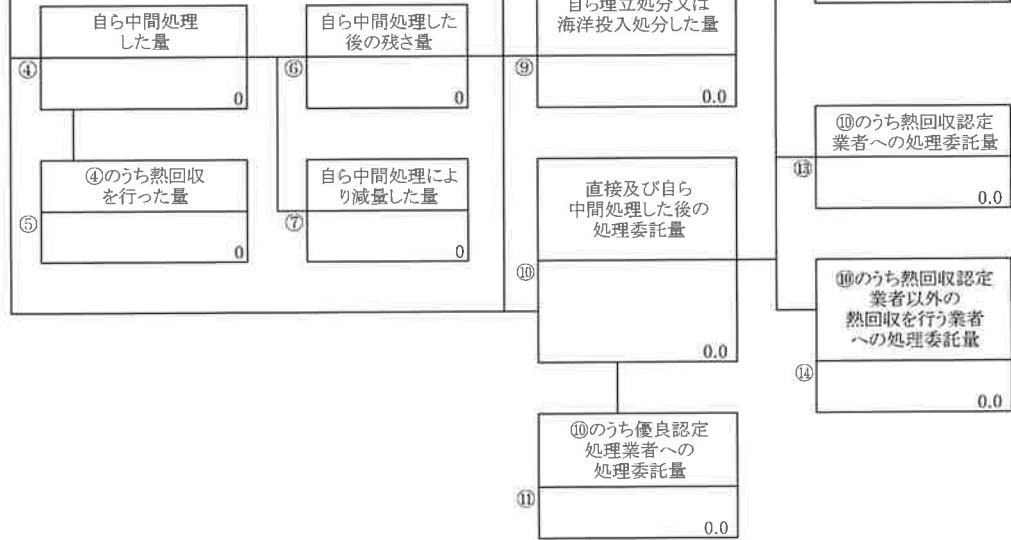 自ら中間処理
した量
④
0
自ら中間処理した
後の残さ量
⑥
0
自ら埋立処分又は
海洋投入処分した量
⑨
0.0
④のうち熱回収
を行った量
⑤
0
自ら中間処理によ
り減量した量
⑦
0
直接及び自ら
中間処理した後の
処理委託量
⑩
0.0
⑩のうち優良認定
処理業者への
処理委託量
⑪
0.0
⑩のうち熱回収認定
業者への処理委託量
⑬
0.0
⑩のうち熱回収認定
業者以外の
熱回収を行う業者
への処理委託量
⑭
0.0